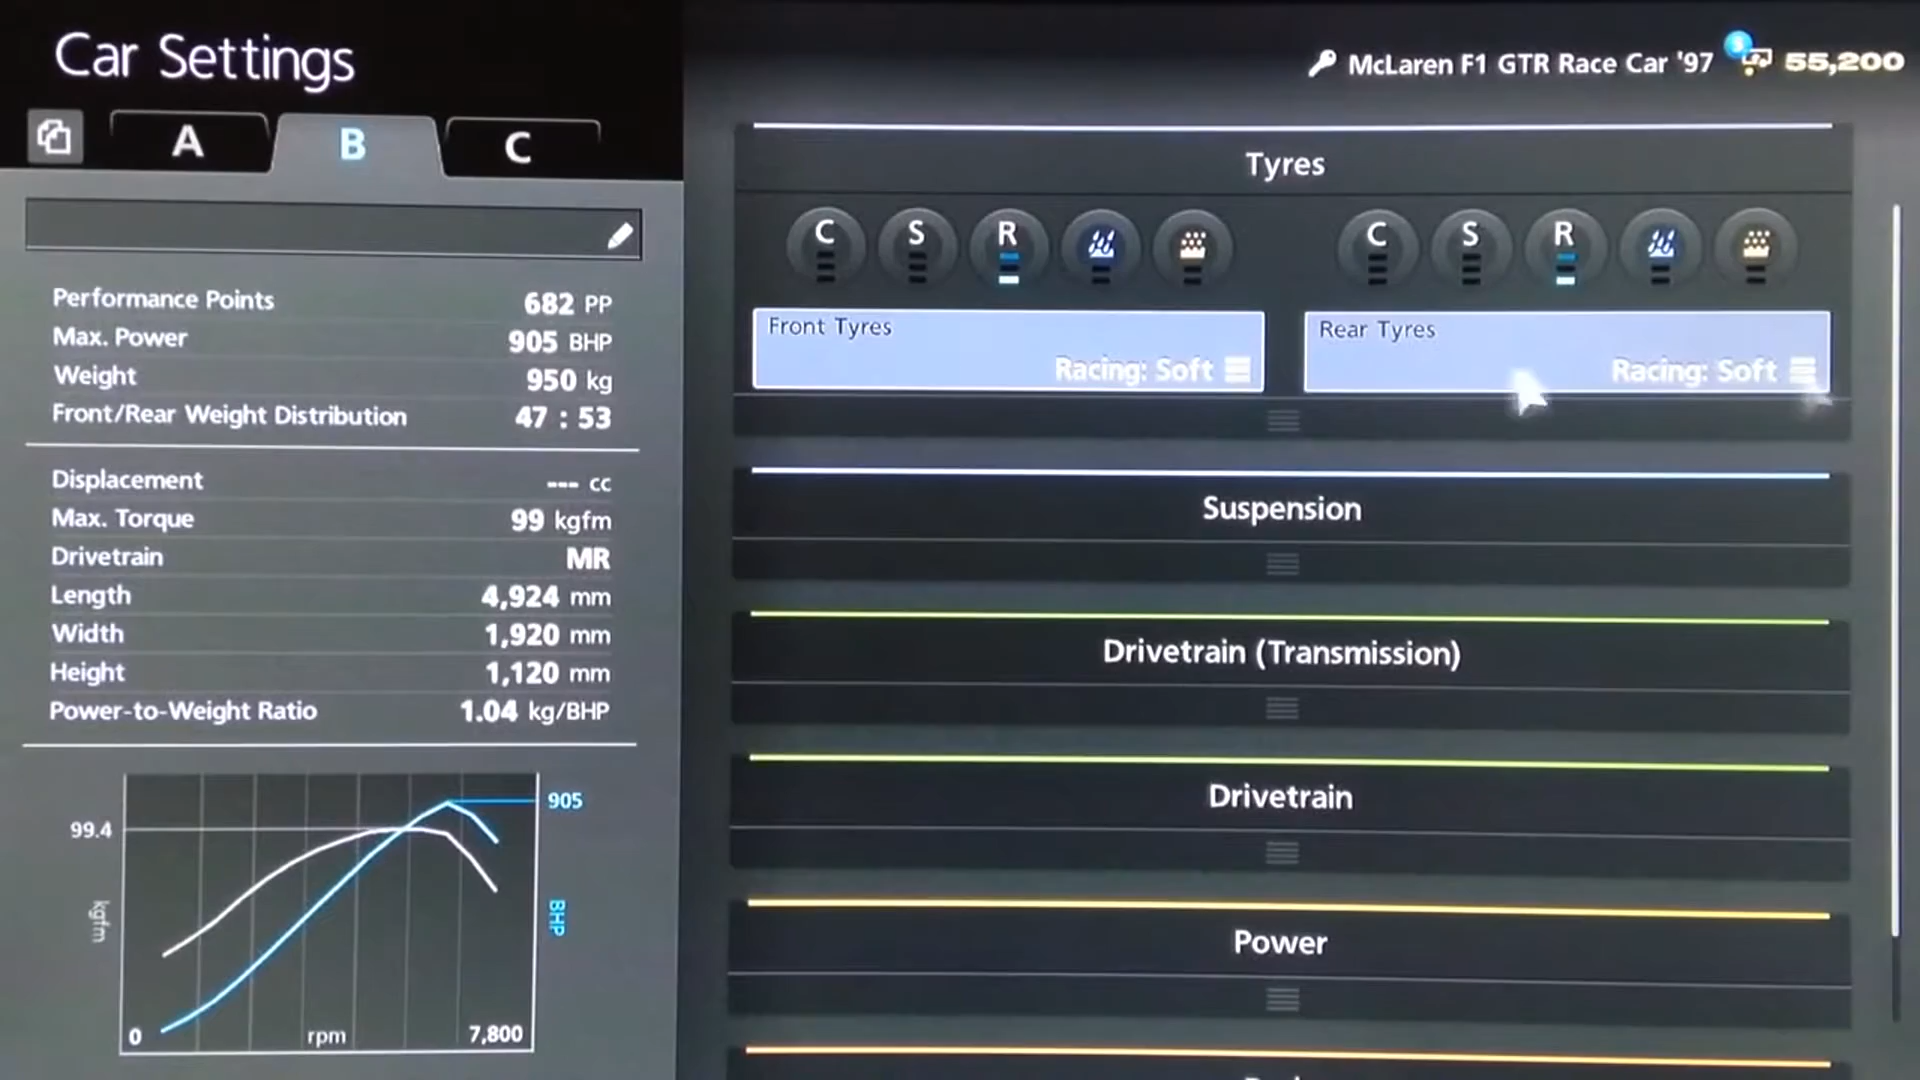 Car Settings
McLaren F1 GTR Race Car '97
55,200
A
B
C
Performance Points 682 PP
Max. Power 905 BHP
Weight 950 kg
Front/Rear Weight Distribution 47 : 53
Displacement --- cc
Max. Torque 99 kgfm
Drivetrain MR
Length 4,924 mm
Width 1,920 mm
Height 1,120 mm
Power-to-Weight Ratio 1.04 kg/BHP
905
99.4
kgfm
BHP
0 rpm 7,800
Tyres
C S R C S R
Front Tyres
Racing: Soft
Rear Tyres
Racing: Soft
Suspension
Drivetrain (Transmission)
Drivetrain
Power